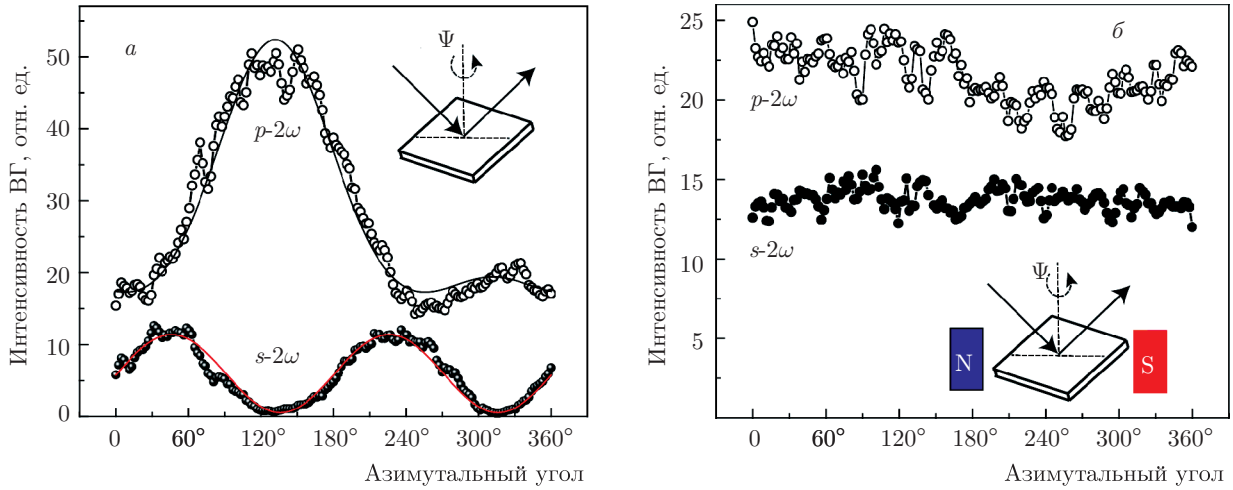 Интенсивность ВГ, отн. ед.
50
40
30
20
10
0
а
Ψ
p-2ω
s-2ω
0 60° 120° 180° 240° 300° 360°
Азимутальный угол
Интенсивность ВГ, отн. ед.
25
20
15
10
5
б
p-2ω
s-2ω
Ψ
N
S
0 60° 120° 180° 240° 300° 360°
Азимутальный угол